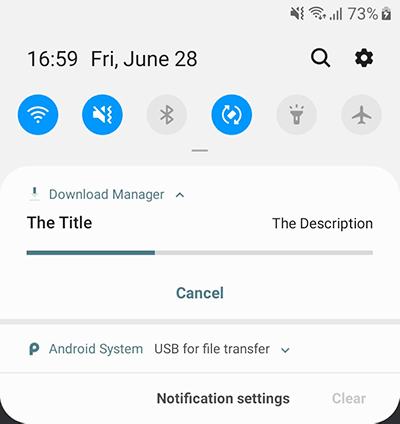 73%
16:59 Fri, June 28
Download Manager
The Title The Description
Cancel
Android System USB for file transfer
Notification settings Clear